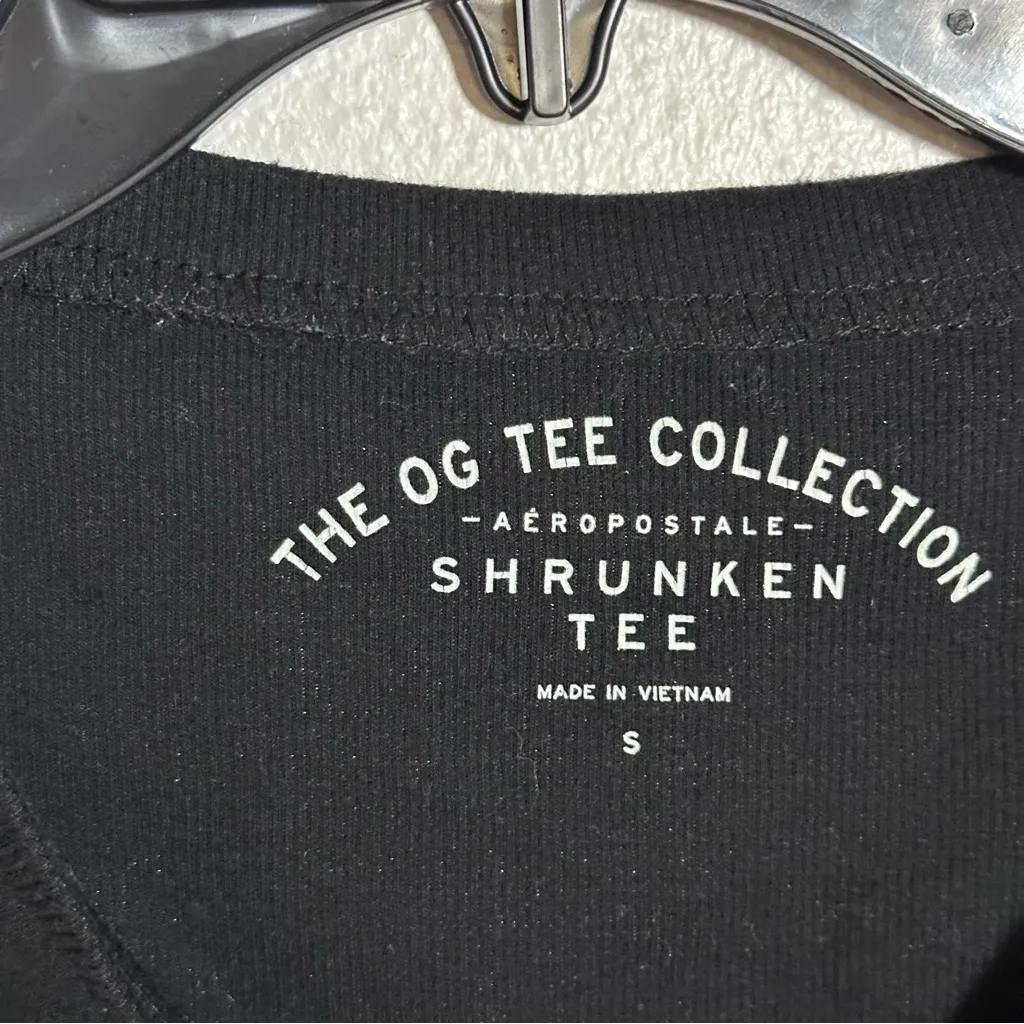 THE OG TEE COLLECTION
-AÉROPOSTALE-
SHRUNKEN
TEE
MADE IN VIETNAM
S